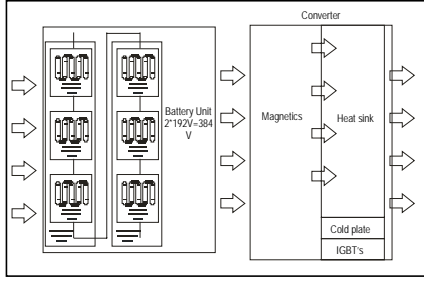 Converter
Battery Unit
2*192V=384
V
Magnetics
Heat sink
Cold plate
IGBT's